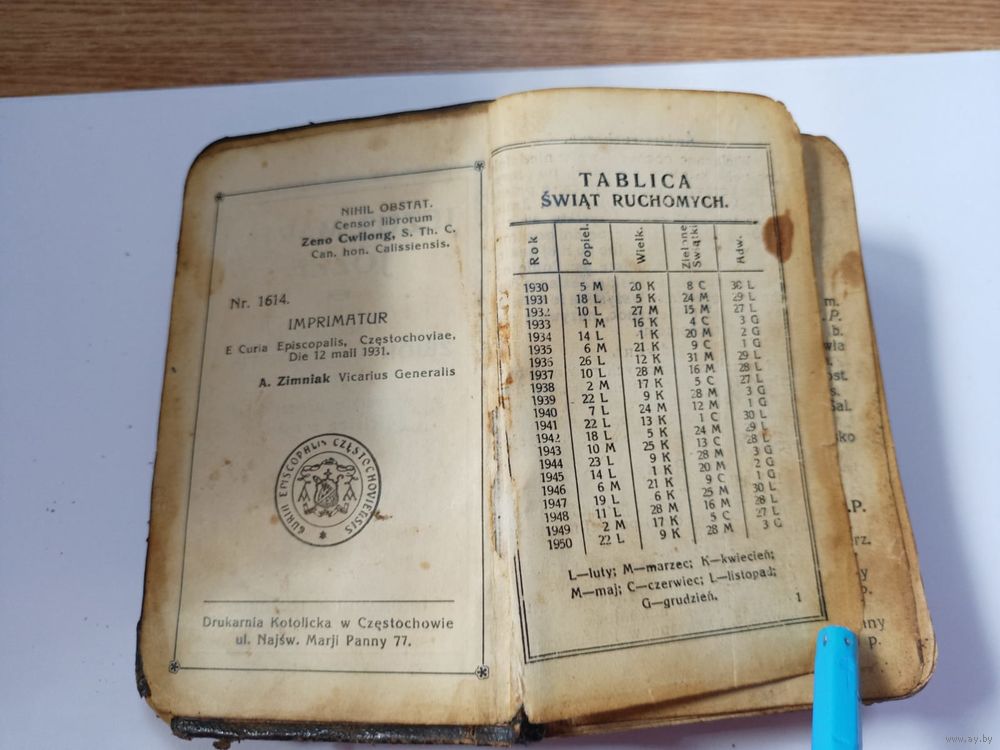 NIHIL OBSTAT.
Censor librorum
Zeno Cwilong, S. Th. C.
Can. hon. Calissiensis.
Nr. 1614.
IMPRIMATUR
E Curia Episcopalis, Częstochoviae,
Die 12 maii 1931.
A. Zimniak Vicarius Generalis
KURII EPISCOPALIS CZĘSTOCHOVIENSIS
Drukarnia Kotolicka w Częstochowie
ul. Najśw. Marji Panny 77.
TABLICA
ŚWIĄT RUCHOMYCH.
Rok Popiel. Wielk. Zielone Świątki Adw.
1930 5 M 20 K 8 C 30 L
1931 18 L 5 K 24 M 29 L
1932 10 L 27 M 15 M 27 L
1933 1 M 16 K 4 C 3 G
1934 14 L 1 K 20 M 2 G
1935 6 M 21 K 9 C 1 G
1936 26 L 12 K 31 M 29 L
1937 10 L 28 M 16 M 28 L
1938 2 M 17 K 5 C 27 L
1939 22 L 9 K 28 M 3 G
1940 7 L 24 M 12 M 1 G
1941 22 L 13 K 1 C 30 L
1942 18 L 5 K 24 M 29 L
1943 10 M 25 K 13 C 28 L
1944 23 L 9 K 28 M 3 G
1945 14 L 1 K 20 M 2 G
1946 6 M 21 K 9 C 1 G
1947 19 L 6 K 25 M 30 L
1948 11 L 28 M 16 M 28 L
1949 2 M 17 K 5 C 27 L
1950 22 L 9 K 28 M 3 G
L—luty; M—marzec; K—kwiecień;
M—maj; C—czerwiec; L—listopad;
G—grudzień.
1
www.ay.by